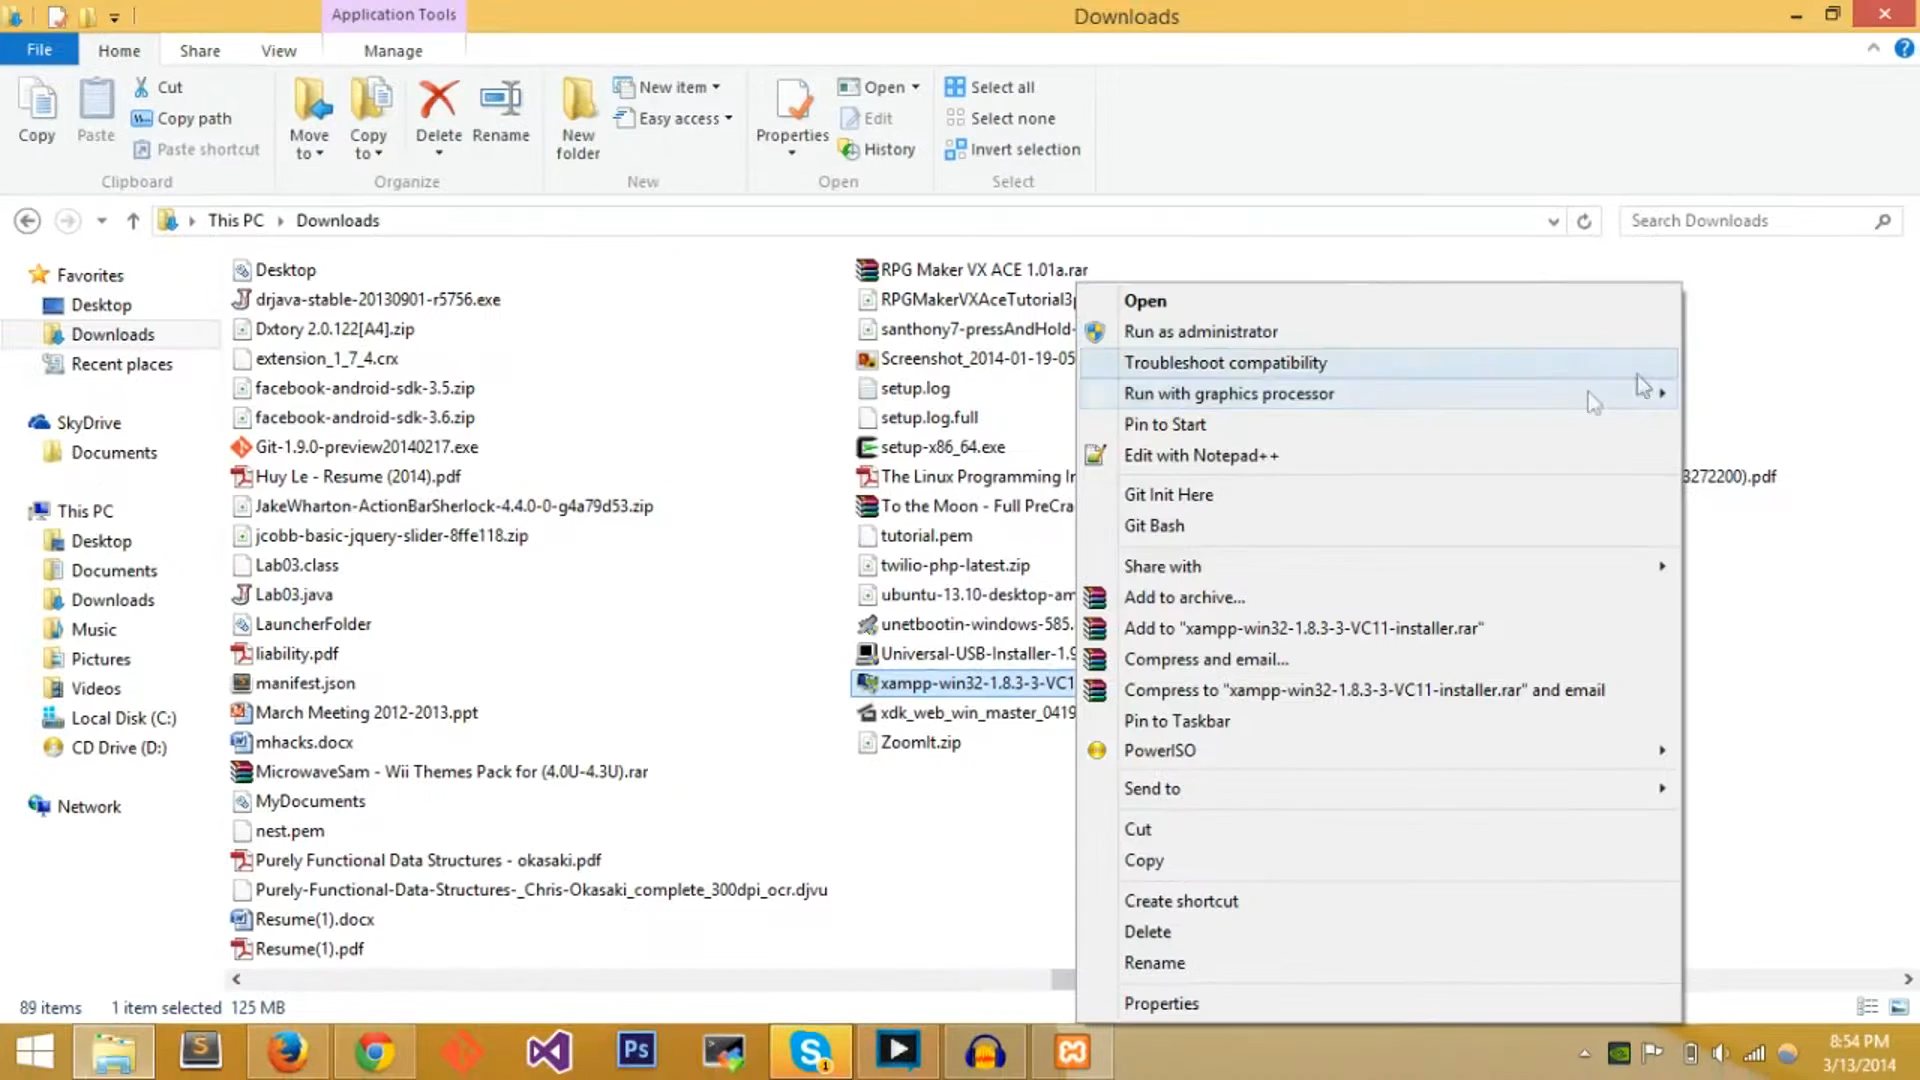 Application Tools
Downloads
File
Home
Share
View
Manage
Copy
Paste
Cut
Copy path
Paste shortcut
Clipboard
Move to
Copy to
Delete
Rename
Organize
New folder
New item
Easy access
New
Properties
Open
Edit
History
Open
Select all
Select none
Invert selection
Select
This PC
Downloads
Search Downloads
Favorites
Desktop
Downloads
Recent places
SkyDrive
Documents
This PC
Desktop
Documents
Downloads
Music
Pictures
Videos
Local Disk (C:)
CD Drive (D:)
Network
Desktop
drjava-stable-20130901-r5756.exe
Dxtory 2.0.122[A4].zip
extension_1_7_4.crx
facebook-android-sdk-3.5.zip
facebook-android-sdk-3.6.zip
Git-1.9.0-preview20140217.exe
Huy Le - Resume (2014).pdf
JakeWharton-ActionBarSherlock-4.4.0-0-g4a79d53.zip
jcobb-basic-jquery-slider-8ffe118.zip
Lab03.class
Lab03.java
LauncherFolder
liability.pdf
manifest.json
March Meeting 2012-2013.ppt
mhacks.docx
MicrowaveSam - Wii Themes Pack for (4.0U-4.3U).rar
MyDocuments
nest.pem
Purely Functional Data Structures - okasaki.pdf
Purely-Functional-Data-Structures-_Chris-Okasaki_complete_300dpi_ocr.djvu
Resume(1).docx
Resume(1).pdf
RPG Maker VX ACE 1.01a.rar
RPGMakerVXAceTutorial3
santhony7-pressAndHold-
Screenshot_2014-01-19-05
setup.log
setup.log.full
setup-x86_64.exe
The Linux Programming In
3272200).pdf
To the Moon - Full PreCra
tutorial.pem
twilio-php-latest.zip
ubuntu-13.10-desktop-am
unetbootin-windows-585.
Universal-USB-Installer-1.9
xampp-win32-1.8.3-3-VC1
xdk_web_win_master_0419
ZoomIt.zip
Open
Run as administrator
Troubleshoot compatibility
Run with graphics processor
Pin to Start
Edit with Notepad++
Git Init Here
Git Bash
Share with
Add to archive...
Add to "xampp-win32-1.8.3-3-VC11-installer.rar"
Compress and email...
Compress to "xampp-win32-1.8.3-3-VC11-installer.rar" and email
Pin to Taskbar
PowerISO
Send to
Cut
Copy
Create shortcut
Delete
Rename
Properties
89 items
1 item selected 125 MB
Ps
8:54 PM
3/13/2014